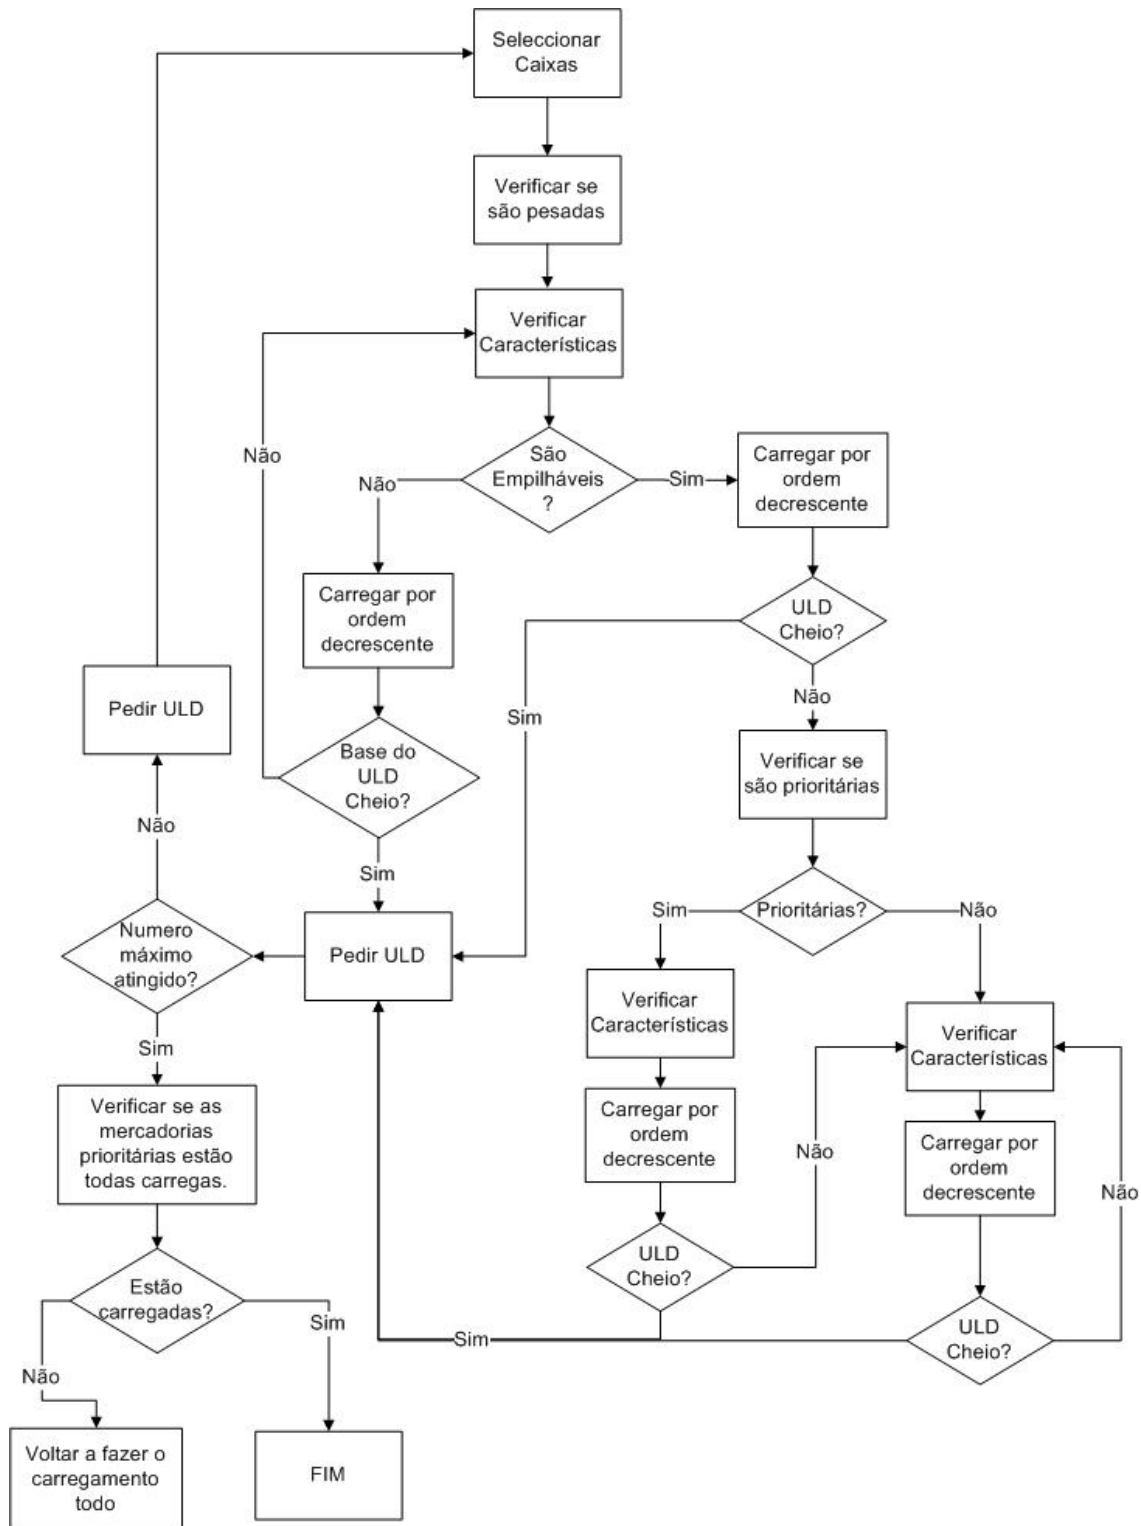 Seleccionar
Caixas
Verificar se
são pesadas
Verificar
Características
Não
São
Empilháveis
?
Não
Sim
Carregar por
ordem
decrescente
Carregar por
ordem
decrescente
ULD
Cheio?
Pedir ULD
Não
Sim
Base do
ULD
Cheio?
Verificar se
são prioritárias
Não
Sim
Prioritárias?
Sim
Não
Numero
máximo
atingido?
Pedir ULD
Verificar
Características
Verificar
Características
Sim
Verificar se as
mercadorias
prioritárias estão
todas carregas.
Carregar por
ordem
decrescente
Não
Carregar por
ordem
decrescente
Não
ULD
Cheio?
Estão
carregadas?
Sim
Sim
ULD
Cheio?
Não
Voltar a fazer o
carregamento
todo
FIM